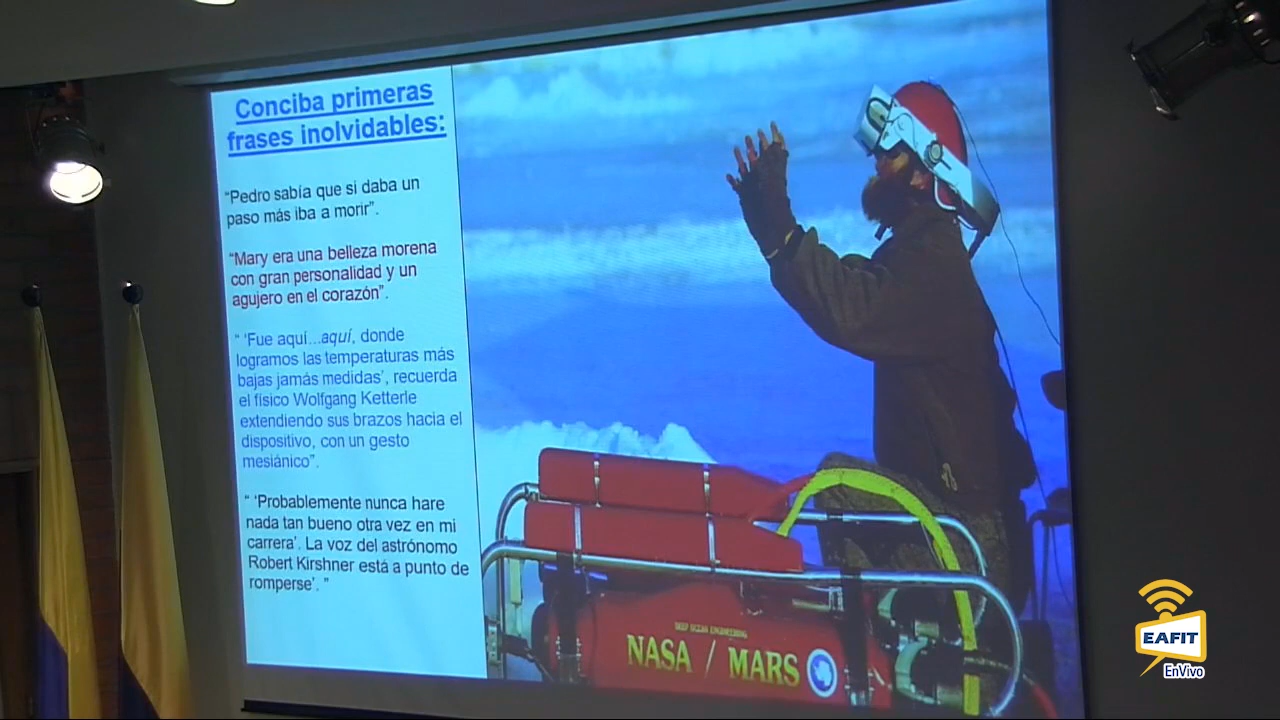 Conciba primeras
frases inolvidables:
“Pedro sabía que si daba un
paso más iba a morir”.
“Mary era una belleza morena
con gran personalidad y un
agujero en el corazón”.
“ ‘Fue aquí...aquí, donde
logramos las temperaturas más
bajas jamás medidas’, recuerda
el físico Wolfgang Ketterle
extendiendo sus brazos hacia el
dispositivo, con un gesto
mesiánico”.
“ ‘Probablemente nunca hare
nada tan bueno otra vez en mi
carrera’. La voz del astrónomo
Robert Kirshner está a punto de
romperse’. ”
DEEP OCEAN ENGINEERING
NASA / MARS
EAFIT
EnVivo